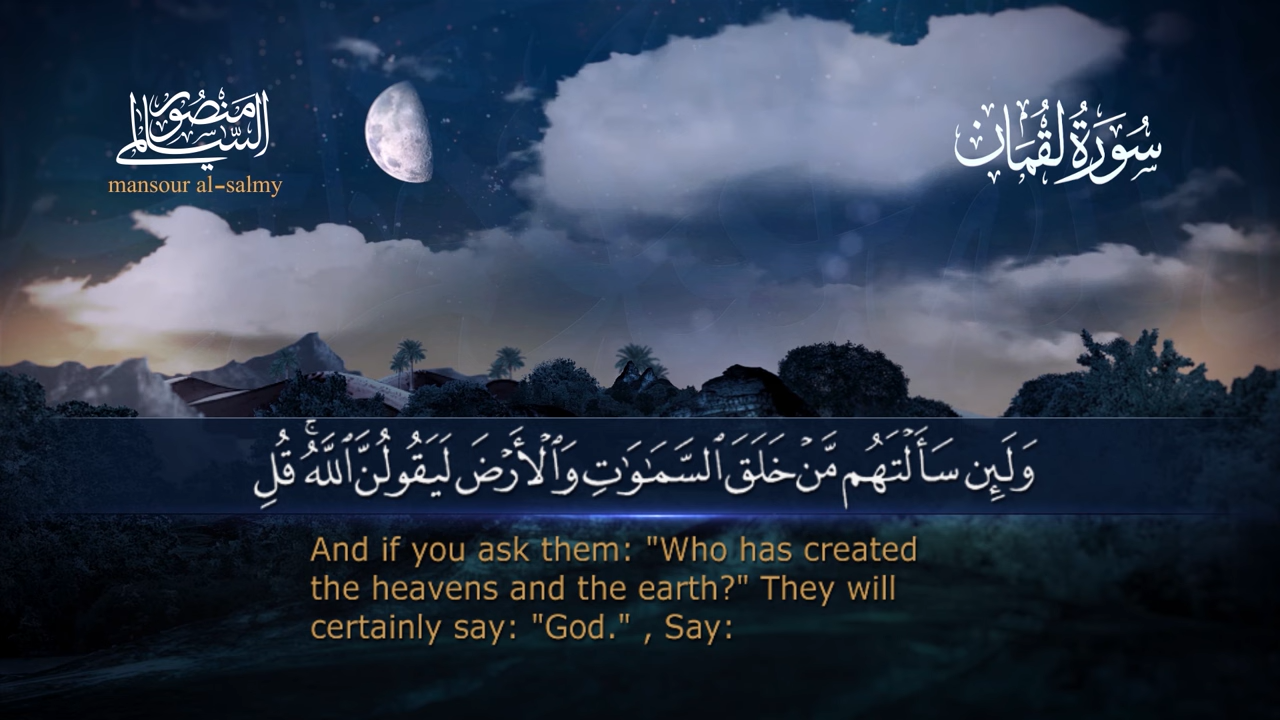 منصور السالمي
mansour al-salmy
سُورَةُ لُقْمَان
وَلَئِن سَأَلْتَهُم مَّنْ خَلَقَ ٱلسَّمَٰوَٰتِ وَٱلْأَرْضَ لَيَقُولُنَّ ٱللَّهُ ۚ قُلِ
And if you ask them: "Who has created
the heavens and the earth?" They will
certainly say: "God." , Say: